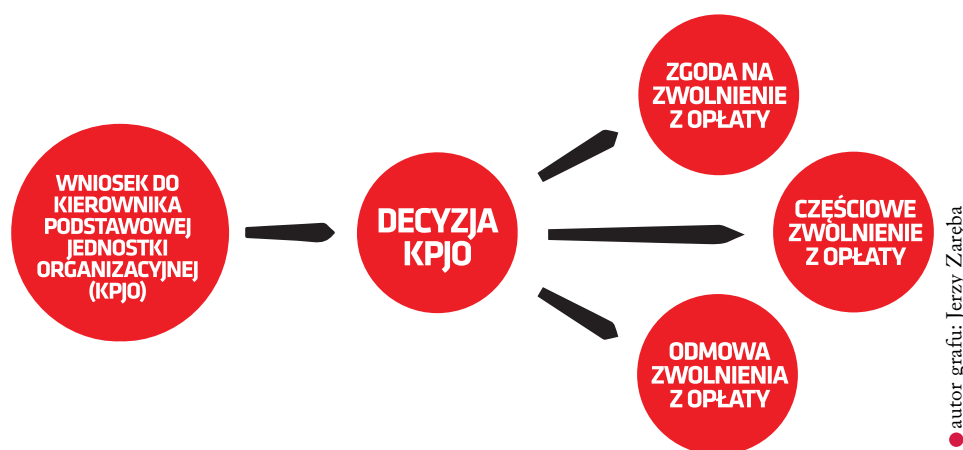 WNIOSEK DO
KIEROWNIKA
PODSTAWOWEJ
JEDNOSTKI
ORGANIZACYJNEJ
(KPJO)
DECYZJA
KPJO
ZGODA NA
ZWOLNIENIE
Z OPŁATY
CZĘŚCIOWE
ZWOLNIENIE
Z OPŁATY
ODMOWA
ZWOLNIENIA
Z OPŁATY
autor grafu: Jerzy Zaręba